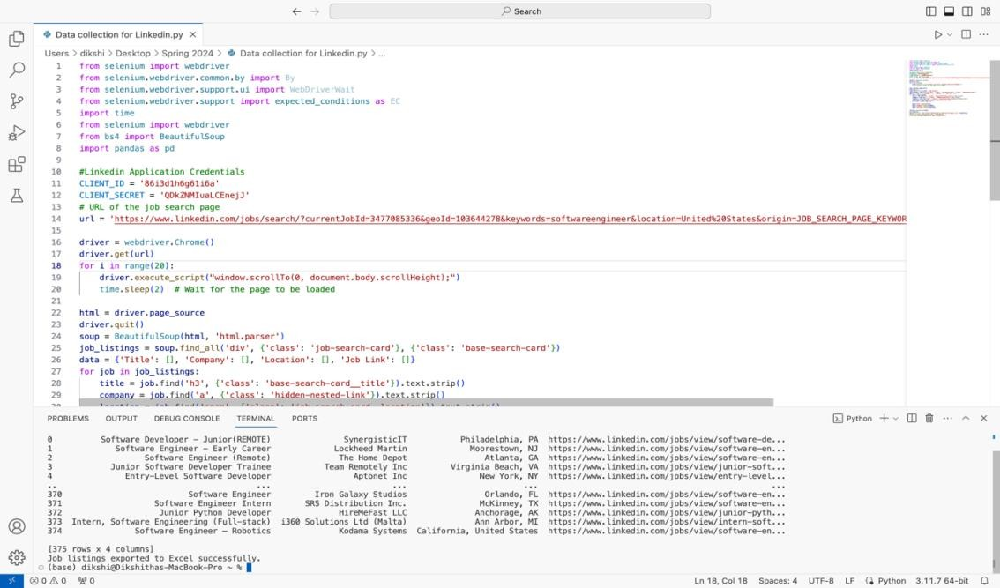 Search
Data collection for Linkedin.py
Users > dikshi > Desktop > Spring 2024 > Data collection for Linkedin.py > ...
1 from selenium import webdriver
2 from selenium.webdriver.common.by import By
3 from selenium.webdriver.support.ui import WebDriverWait
4 from selenium.webdriver.support import expected_conditions as EC
5 import time
6 from selenium import webdriver
7 from bs4 import BeautifulSoup
8 import pandas as pd
9
10 #Linkedin Application Credentials
11 CLIENT_ID = '86i3d1h6g61i6a'
12 CLIENT_SECRET = 'QDkZNMIuaLCEnejJ'
13 # URL of the job search page
14 url = 'https://www.linkedin.com/jobs/search/?currentJobId=3477085336&geoId=103644278&keywords=softwareengineer&location=United%20States&origin=JOB_SEARCH_PAGE_KEYWOR
15
16 driver = webdriver.Chrome()
17 driver.get(url)
18 for i in range(20):
19 driver.execute_script("window.scrollTo(0, document.body.scrollHeight);")
20 time.sleep(2) # Wait for the page to be loaded
21
22 html = driver.page_source
23 driver.quit()
24 soup = BeautifulSoup(html, 'html.parser')
25 job_listings = soup.find_all('div', {'class': 'job-search-card'}, {'class': 'base-search-card'})
26 data = {'Title': [], 'Company': [], 'Location': [], 'Job Link': []}
27 for job in job_listings:
28 title = job.find('h3', {'class': 'base-search-card__title'}).text.strip()
29 company = job.find('a', {'class': 'hidden-nested-link'}).text.strip()
PROBLEMS OUTPUT DEBUG CONSOLE TERMINAL PORTS Python
0 Software Developer – Junior(REMOTE) SynergisticIT Philadelphia, PA https://www.linkedin.com/jobs/view/software-de...
1 Software Engineer – Early Career Lockheed Martin Moorestown, NJ https://www.linkedin.com/jobs/view/software-en...
2 Software Engineer (Remote) The Home Depot Atlanta, GA https://www.linkedin.com/jobs/view/software-en...
3 Junior Software Developer Trainee Team Remotely Inc Virginia Beach, VA https://www.linkedin.com/jobs/view/junior-soft...
4 Entry-Level Software Developer Aptonet Inc New York, NY https://www.linkedin.com/jobs/view/entry-level...
.. ... ... ... ...
370 Software Engineer Iron Galaxy Studios Orlando, FL https://www.linkedin.com/jobs/view/software-en...
371 Software Engineer Intern SRS Distribution Inc. McKinney, TX https://www.linkedin.com/jobs/view/software-en...
372 Junior Python Developer HireMeFast LLC Anchorage, AK https://www.linkedin.com/jobs/view/junior-pyth...
373 Intern, Software Engineering (Full-stack) i360 Solutions Ltd (Malta) Ann Arbor, MI https://www.linkedin.com/jobs/view/intern-soft...
374 Software Engineer – Robotics Kodama Systems California, United States https://www.linkedin.com/jobs/view/software-en...
[375 rows x 4 columns]
Job listings exported to Excel successfully.
(base) dikshi@Dikshithas-MacBook-Pro ~ %
0 0 0 Ln 18, Col 18 Spaces: 4 UTF-8 LF Python 3.11.7 64-bit